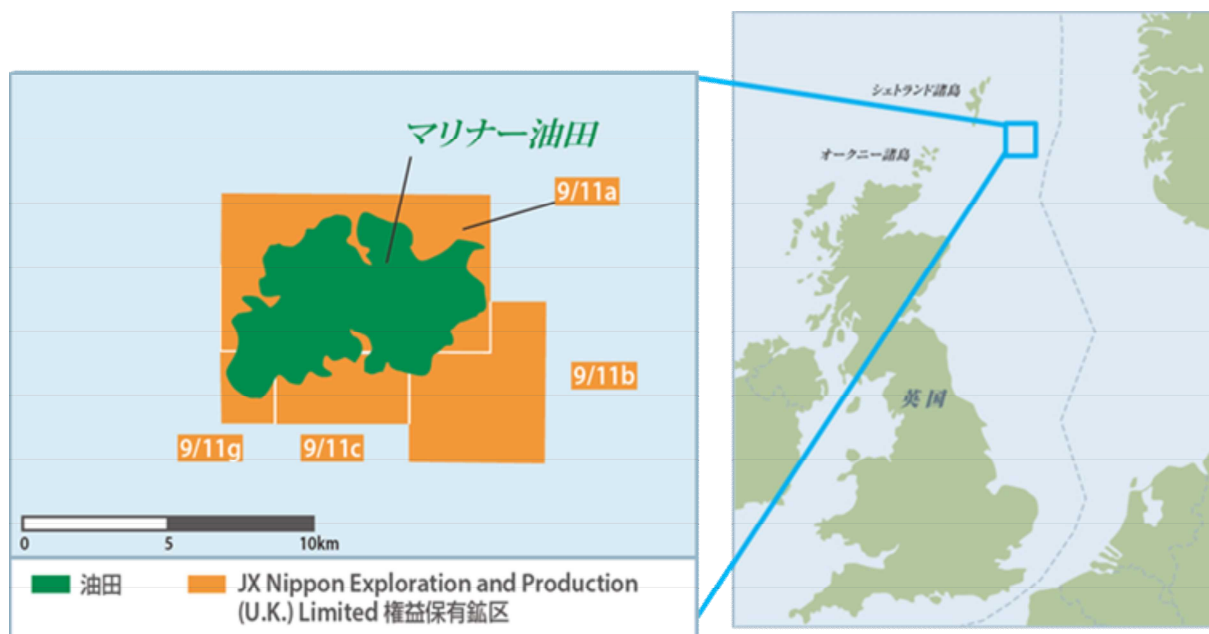 マリナー油田
9/11a
9/11b
9/11g
9/11c
0 5 10km
油田
JX Nippon Exploration and Production
(U.K.) Limited 権益保有鉱区
シェトランド諸島
オークニー諸島
英国